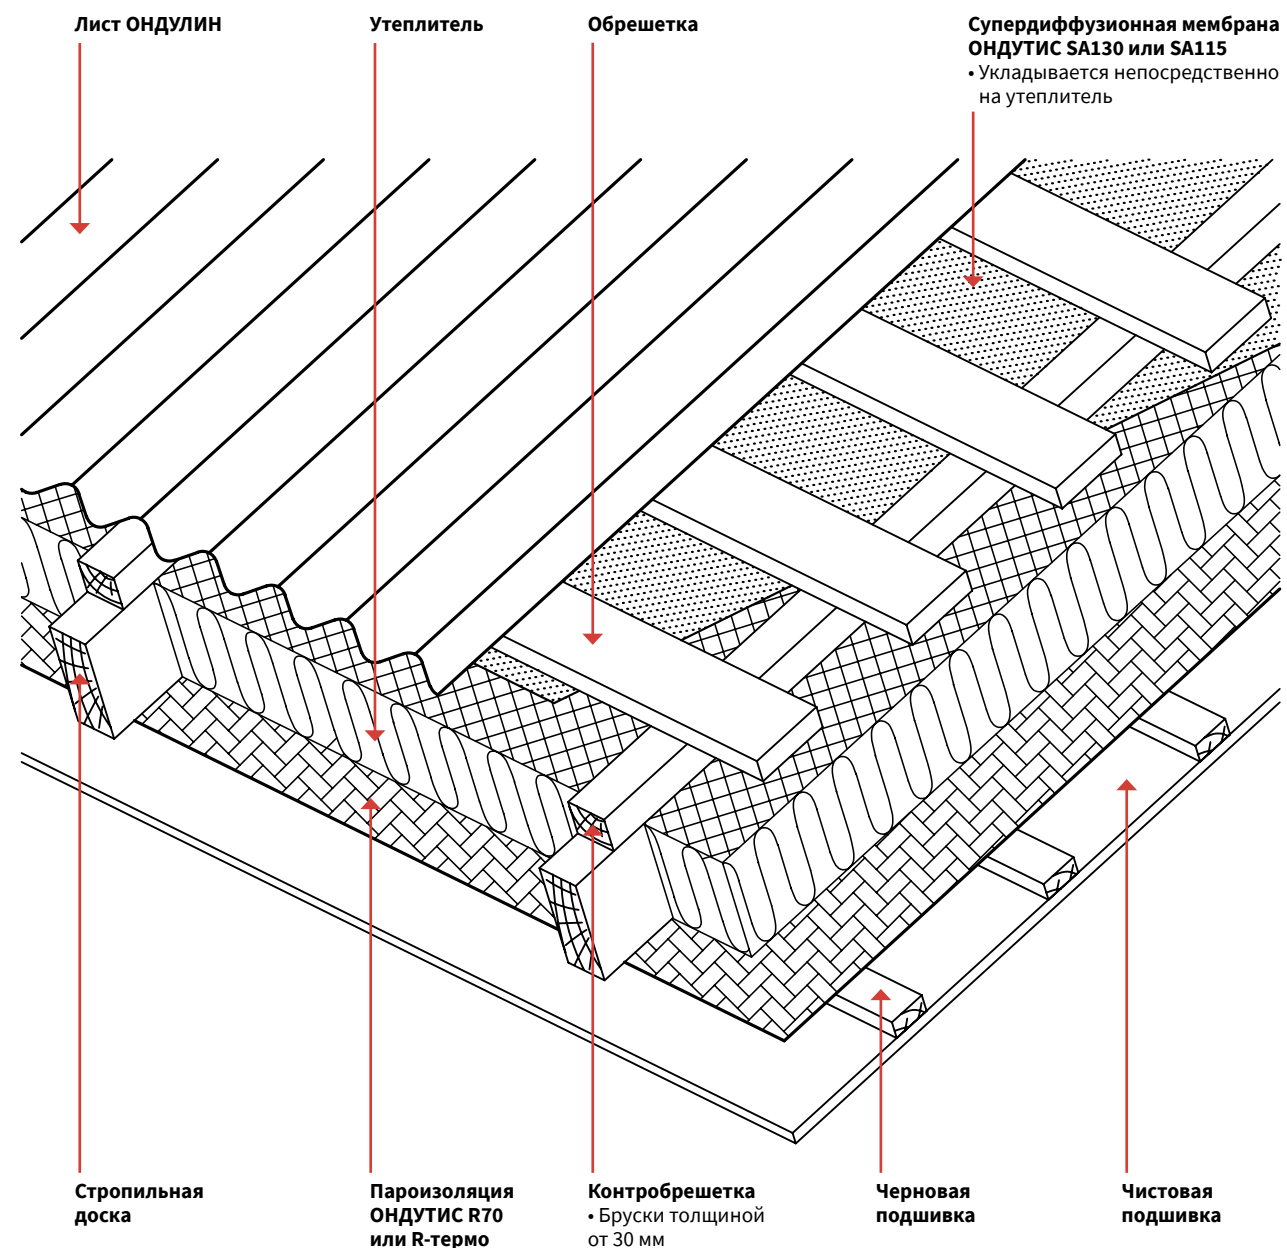 Лист ОНДУЛИН
Утеплитель
Обрешетка
Супердиффузионная мембрана
ОНДУТИС SA130 или SA115
• Укладывается непосредственно
на утеплитель
Стропильная
доска
Пароизоляция
ОНДУТИС R70
или R-термо
Контробрешетка
• Бруски толщиной
от 30 мм
Черновая
подшивка
Чистовая
подшивка